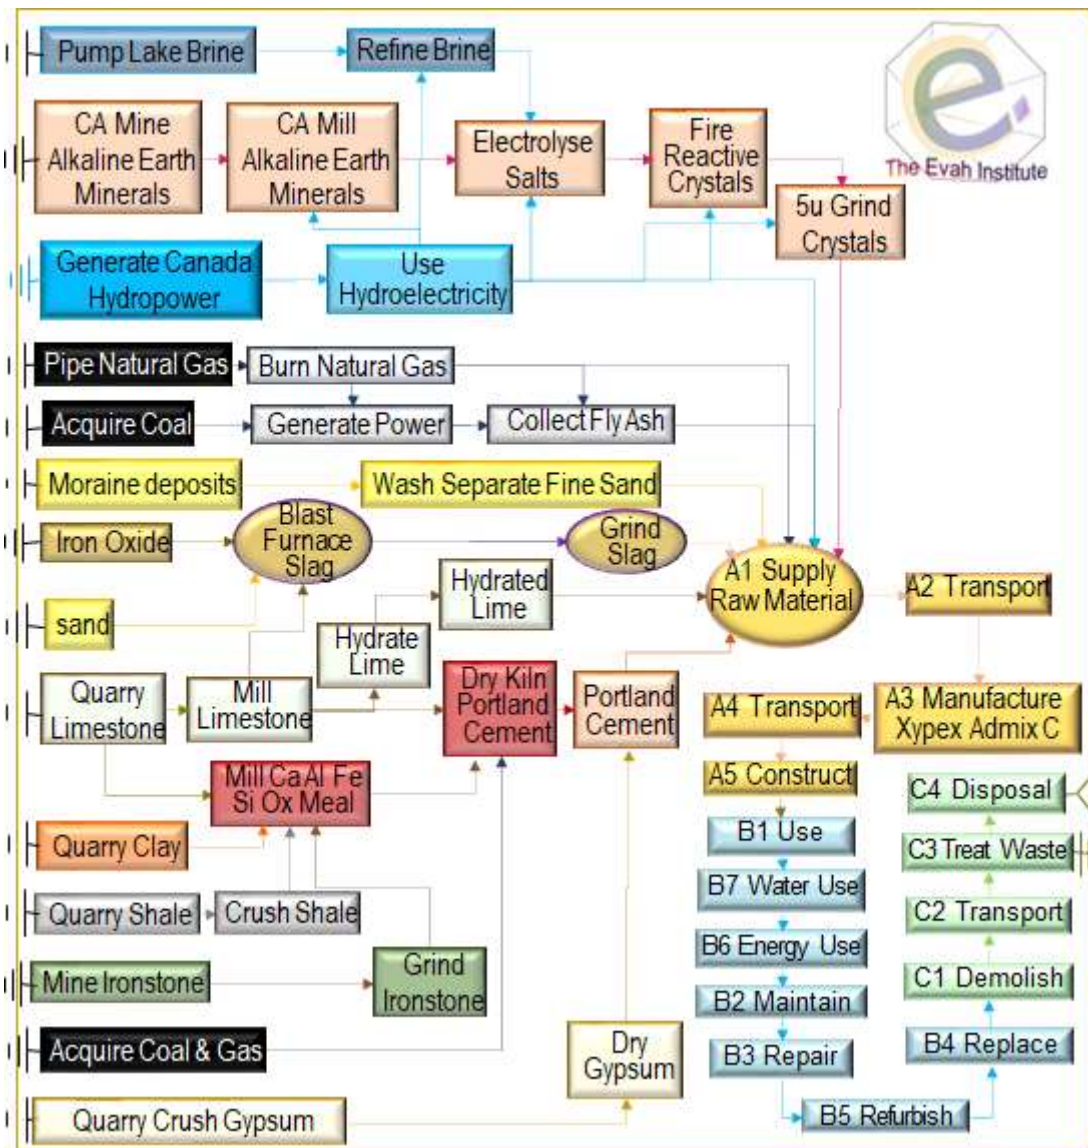 Pump Lake Brine
Refine Brine
CA Mine
Alkaline Earth
Minerals
CA Mill
Alkaline Earth
Minerals
Electrolyse
Salts
Fire
Reactive
Crystals
e
The Evah Institute
5u Grind
Crystals
Generate Canada
Hydropower
Use
Hydroelectricity
Pipe Natural Gas
Burn Natural Gas
Acquire Coal
Generate Power
Collect Fly Ash
Moraine deposits
Wash Separate Fine Sand
Iron Oxide
Blast
Furnace
Slag
Grind
Slag
A1 Supply
Raw Material
A2 Transport
sand
Hydrated
Lime
Hydrate
Lime
Quarry
Limestone
Mill
Limestone
Dry Kiln
Portland
Cement
Portland
Cement
A4 Transport
A3 Manufacture
Xypex Admix C
Mill Ca Al Fe
Si Ox Meal
A5 Construct
C4 Disposal
Quarry Clay
B1 Use
C3 Treat Waste
B7 Water Use
Quarry Shale
Crush Shale
C2 Transport
B6 Energy Use
Mine Ironstone
Grind
Ironstone
C1 Demolish
B2 Maintain
Acquire Coal & Gas
Dry
Gypsum
B3 Repair
B4 Replace
Quarry Crush Gypsum
B5 Refurbish